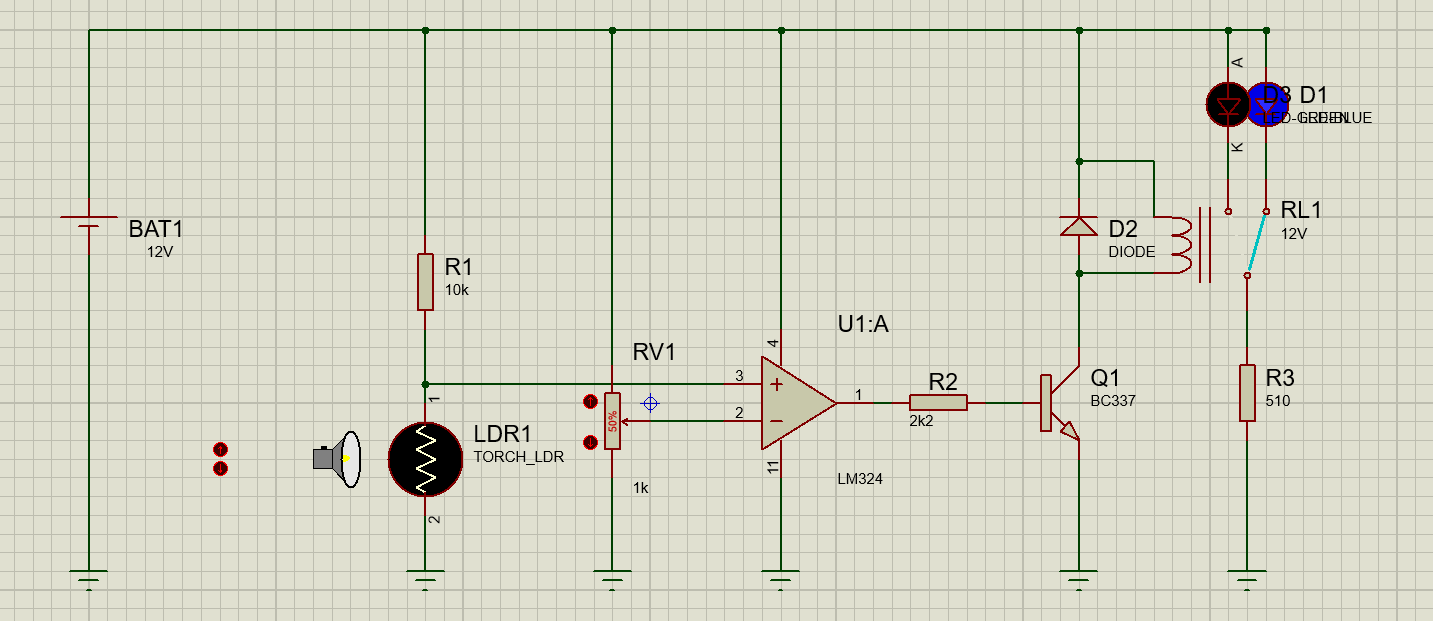 A
D3 D1
LED-GREEN LED-BLUE
K
BAT1
12V
D2
DIODE
RL1
12V
R1
10k
U1:A
RV1
4
3
2
1
11
LM324
R2
2k2
Q1
BC337
R3
510
50%
1k
1
LDR1
TORCH_LDR
2